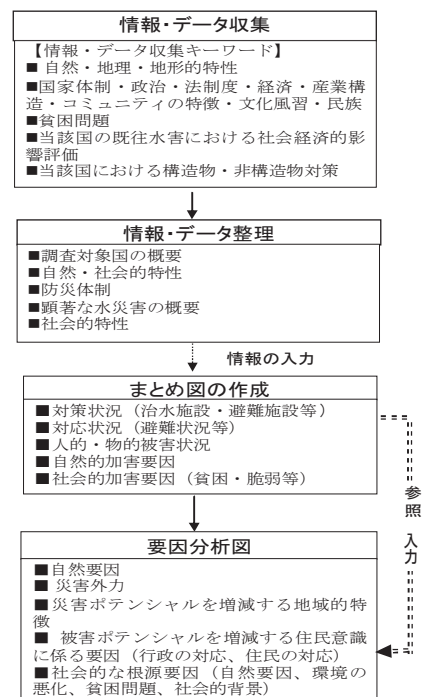 情報・データ収集
【情報・データ収集キーワード】
■ 自然・地理・地形的特性
■国家体制・政治・法制度・経済・産業構
造・コミュニティの特徴・文化風習・民族
■貧困問題
■当該国の既往水害における社会経済的影
響評価
■当該国における構造物・非構造物対策
情報・データ整理
■調査対象国の概要
■自然・社会的特性
■防災体制
■顕著な水災害の概要
■社会的特性
情報の入力
まとめ図の作成
■対策状況（治水施設・避難施設等）
■対応状況（避難状況等）
■人的・物的被害状況
■自然的加害要因
■社会的加害要因（貧困・脆弱等）
参照
入力
要因分析図
■自然要因
■ 災害外力
■災害ポテンシャルを増減する地域的特
徴
■ 被害ポテンシャルを増減する住民意識
に係る要因（行政の対応、住民の対応）
■社会的な根源要因（自然要因、環境の
悪化、貧困問題、社会的背景）